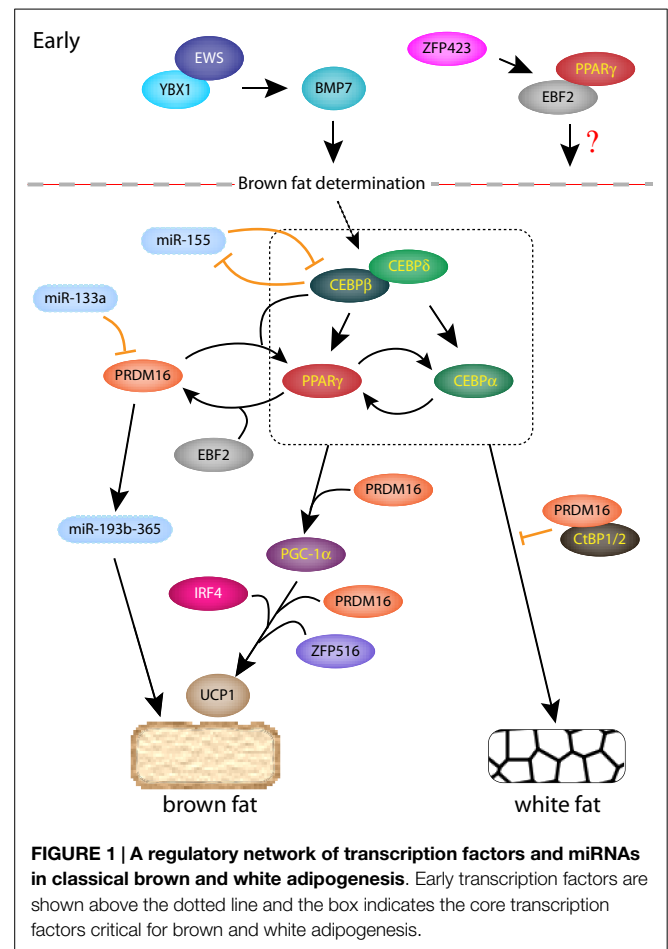 Early
EWS
YBX1
BMP7
ZFP423
PPARγ
EBF2
?
Brown fat determination
miR-155
CEBPδ
CEBPβ
miR-133a
PRDM16
PPARγ
CEBPα
EBF2
PRDM16
miR-193b-365
PRDM16
CtBP1/2
PGC-1α
IRF4
PRDM16
ZFP516
UCP1
brown fat
white fat
FIGURE 1 | A regulatory network of transcription factors and miRNAs
in classical brown and white adipogenesis. Early transcription factors are
shown above the dotted line and the box indicates the core transcription
factors critical for brown and white adipogenesis.